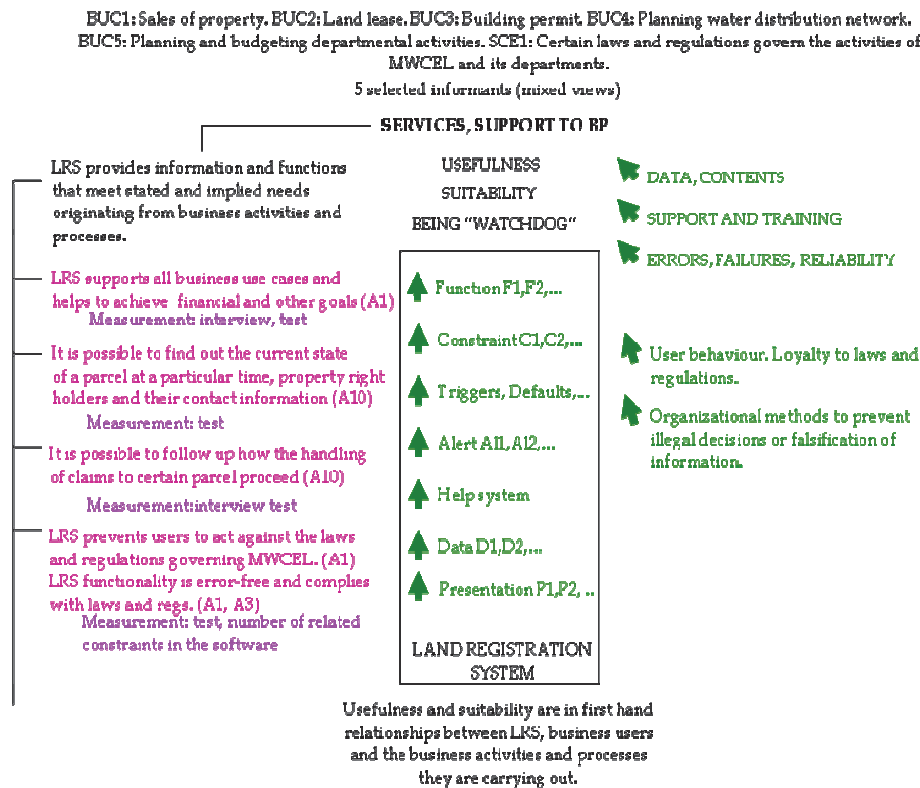 BUC1: Sales of property. BUC2: Land lease. BUC3: Building permit. BUC4: Planning water distribution network.
BUC5: Planning and budgeting departmental activities. SCE1: Certain laws and regulations govern the activities of
MWCEL and its departments.
5 selected informants (mixed views)
SERVICES, SUPPORT TO BP
LRS provides information and functions
that meet stated and implied needs
originating from business activities and
processes.
LRS supports all business use cases and
helps to achieve financial and other goals (A1)
Measurement: interview, test
It is possible to find out the current state
of a parcel at a particular time, property right
holders and their contact information (A10)
Measurement: test
It is possible to follow up how the handling
of claims to certain parcel proceed (A10)
Measurement:interview test
LRS prevents users to act against the laws
and regulations governing MWCEL. (A1)
LRS functionality is error-free and complies
with laws and regs. (A1, A3)
Measurement: test, number of related
constraints in the software
USEFULNESS
SUITABILITY
BEING "WATCHDOG"
Function F1,F2,...
Constraint C1,C2,...
Triggers, Defaults,...
Alert Al1, Al2,...
Help system
Data D1,D2,...
Presentation P1,P2, ..
LAND REGISTRATION
SYSTEM
DATA, CONTENTS
SUPPORT AND TRAINING
ERRORS, FAILURES, RELIABILITY
User behaviour. Loyalty to laws and
regulations.
Organizational methods to prevent
illegal decisions or falsification of
information.
Usefulness and suitability are in first hand
relationships between LRS, business users
and the business activities and processes
they are carrying out.